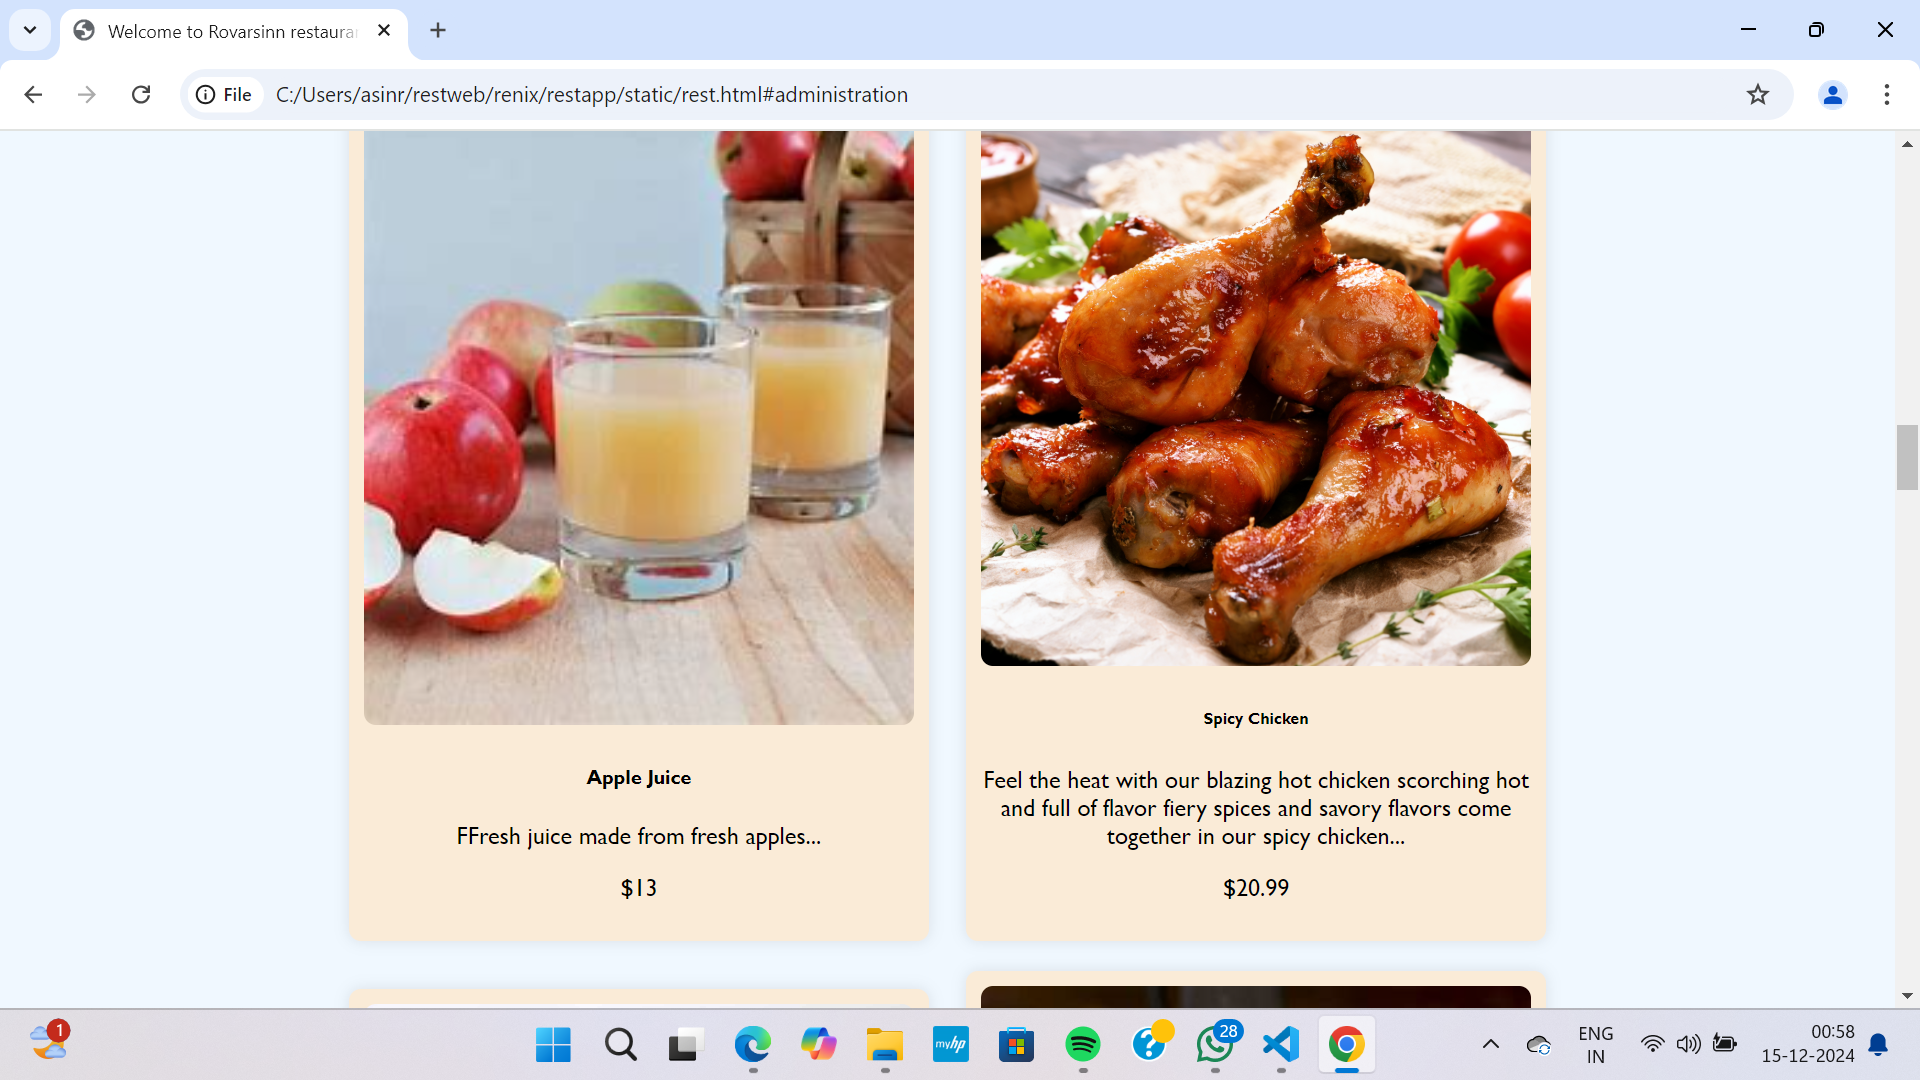 Welcome to Rovarsinn restaura
File
C:/Users/asinr/restweb/renix/restapp/static/rest.html#administration
Apple Juice
FFresh juice made from fresh apples...
$13
Spicy Chicken
Feel the heat with our blazing hot chicken scorching hot
and full of flavor fiery spices and savory flavors come
together in our spicy chicken...
$20.99
1
myhp
?
28
ENG
IN
00:58
15-12-2024